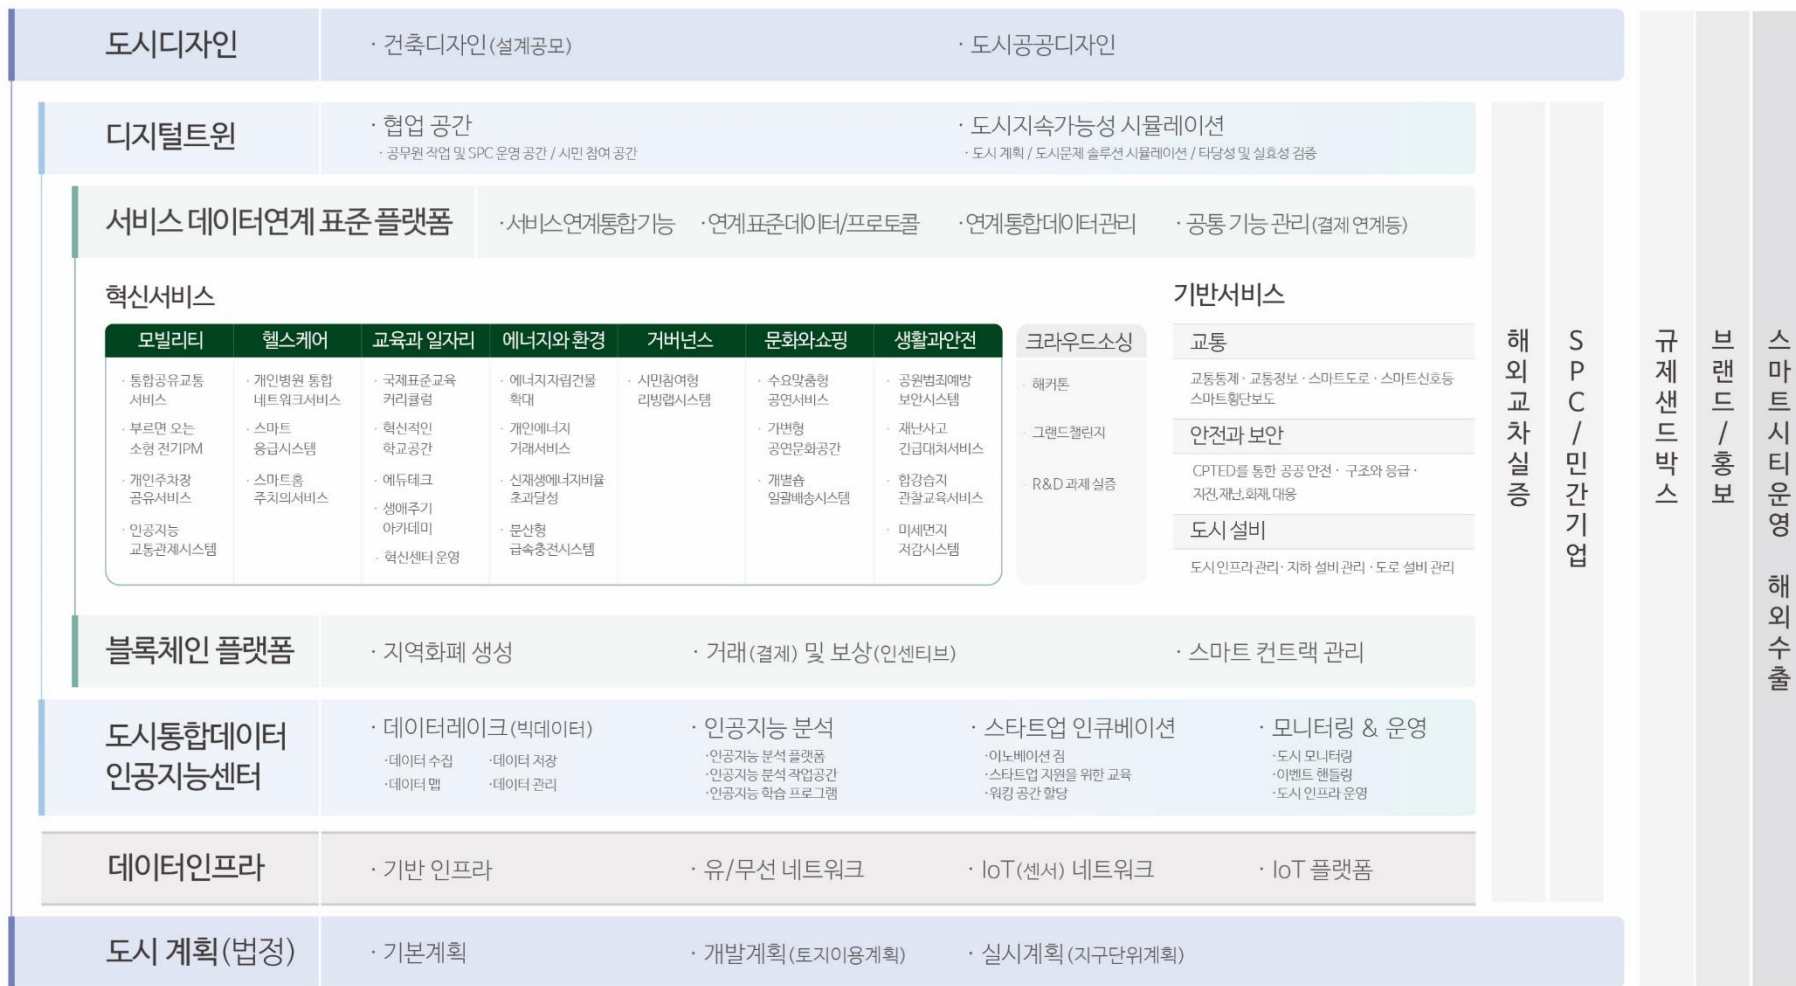 도시디자인
· 건축디자인(설계공모)
· 도시공공디자인
디지털트윈
· 협업 공간
· 공무원 작업 및 SPC 운영 공간 / 시민 참여 공간
· 도시지속가능성 시뮬레이션
· 도시 계획 / 도시문제 솔루션 시뮬레이션 / 타당성 및 실효성 검증
서비스 데이터연계 표준 플랫폼
·서비스연계통합기능
·연계표준데이터/프로토콜
·연계통합데이터관리
· 공통 기능 관리(결제 연계등)
혁신서비스
모빌리티
· 통합공유교통
서비스
· 부르면 오는
소형 전기PM
· 개인주차장
공유서비스
· 인공지능
교통관제시스템
헬스케어
· 개인병원 통합
네트워크서비스
· 스마트
응급시스템
· 스마트홈
주치의서비스
교육과 일자리
· 국제표준교육
커리큘럼
· 혁신적인
학교공간
· 에듀테크
· 생애주기
아카데미
· 혁신센터 운영
에너지와 환경
· 에너지자립건물
확대
· 개인에너지
거래서비스
· 신재생에너지비율
초과달성
· 분산형
급속충전시스템
거버넌스
· 시민참여형
리빙랩시스템
문화와쇼핑
· 수요맞춤형
공연서비스
· 가변형
공연문화공간
· 개별숍
일괄배송시스템
생활과안전
· 공원범죄예방
보안시스템
· 재난사고
긴급대처서비스
· 합강습지
관찰교육서비스
· 미세먼지
저감시스템
크라우드소싱
· 해커톤
· 그랜드챌린지
· R&D 과제 실증
기반서비스
교통
교통통제 · 교통정보 · 스마트도로 · 스마트신호등
스마트횡단보도
안전과 보안
CPTED를 통한 공공 안전 · 구조와 응급 ·
지진,재난,화재, 대응
도시 설비
도시 인프라 관리 · 지하 설비 관리 · 도로 설비 관리
블록체인 플랫폼
· 지역화폐 생성
· 거래(결제) 및 보상(인센티브)
· 스마트 컨트랙 관리
도시통합데이터
인공지능센터
· 데이터레이크(빅데이터)
·데이터 수집
·데이터 저장
·데이터 맵
·데이터 관리
· 인공지능 분석
·인공지능 분석 플랫폼
·인공지능 분석 작업공간
·인공지능 학습 프로그램
· 스타트업 인큐베이션
·이노베이션 짐
·스타트업 지원을 위한 교육
·워킹 공간 할당
· 모니터링 & 운영
·도시 모니터링
·이벤트 핸들링
·도시 인프라 운영
데이터인프라
· 기반 인프라
· 유/무선 네트워크
· IoT(센서) 네트워크
· IoT 플랫폼
도시 계획(법정)
· 기본계획
· 개발계획(토지이용계획)
· 실시계획(지구단위계획)
해외교차실증
SPC/민간기업
규제샌드박스
브랜드/홍보
스마트시티운영 해외수출